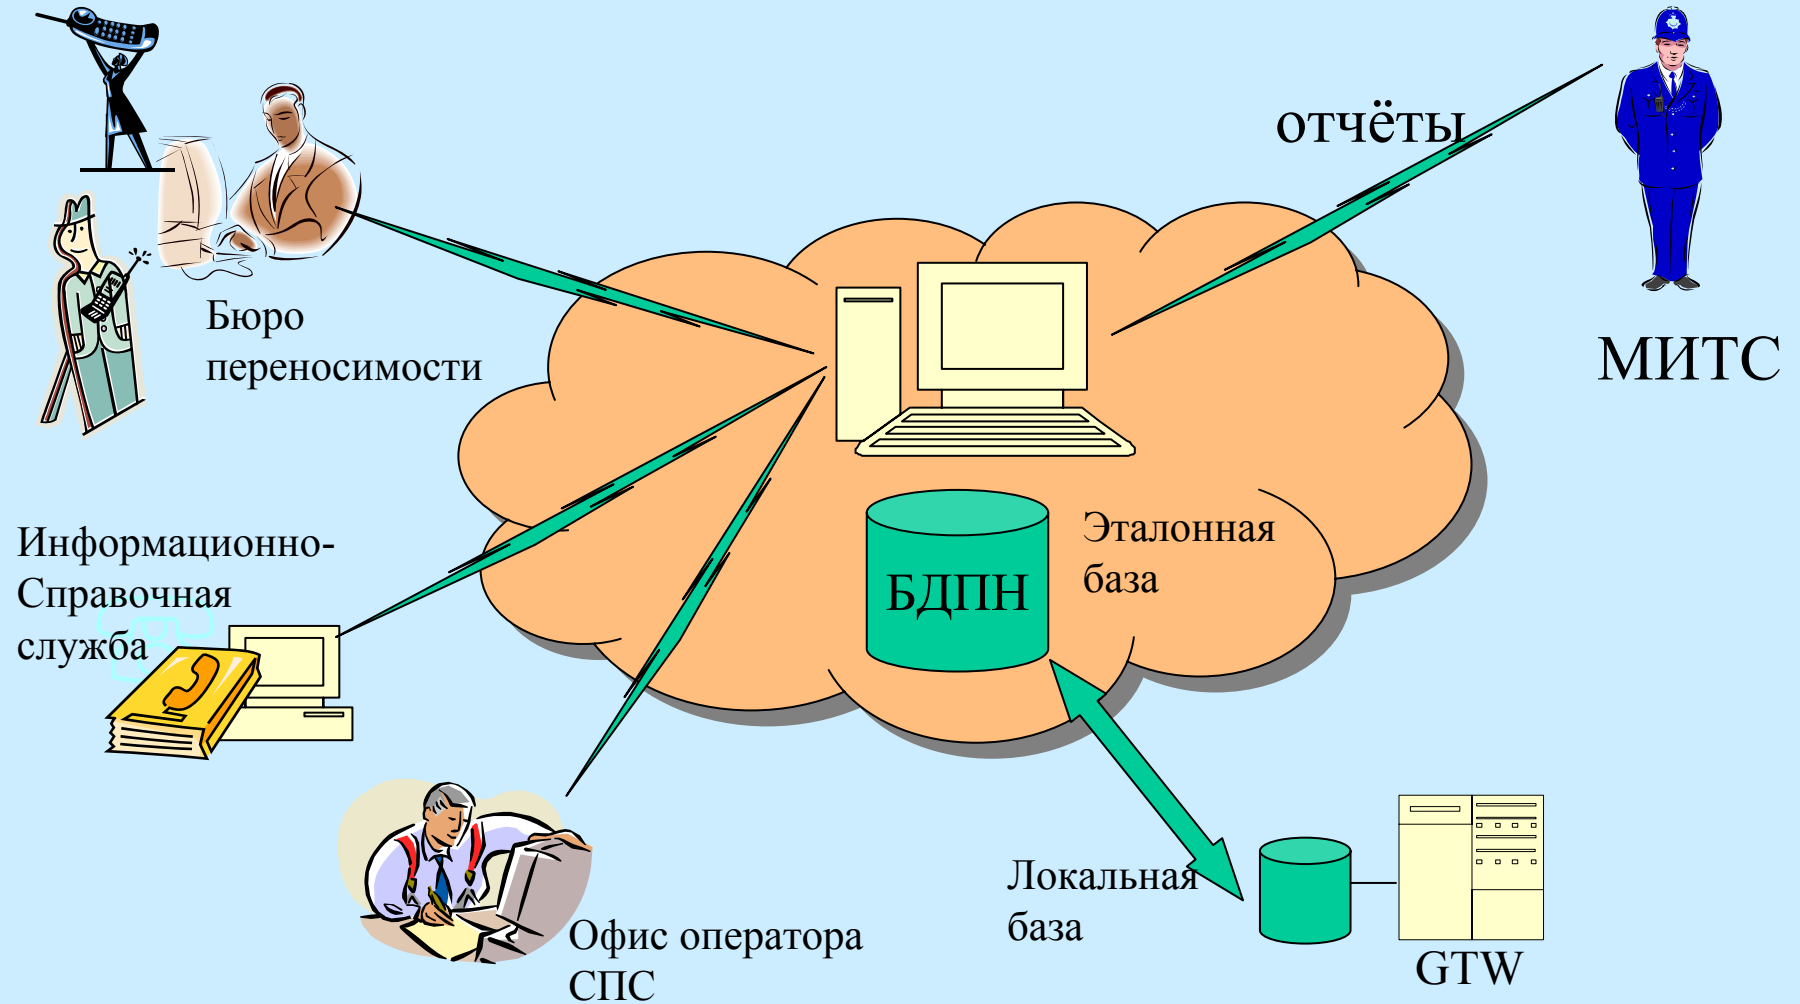 отчёты
Бюро
переносимости
МИТС
Информационно-
Справочная
служба
Эталонная
база
БДПН
Локальная
база
Офис оператора
СПС
GTW